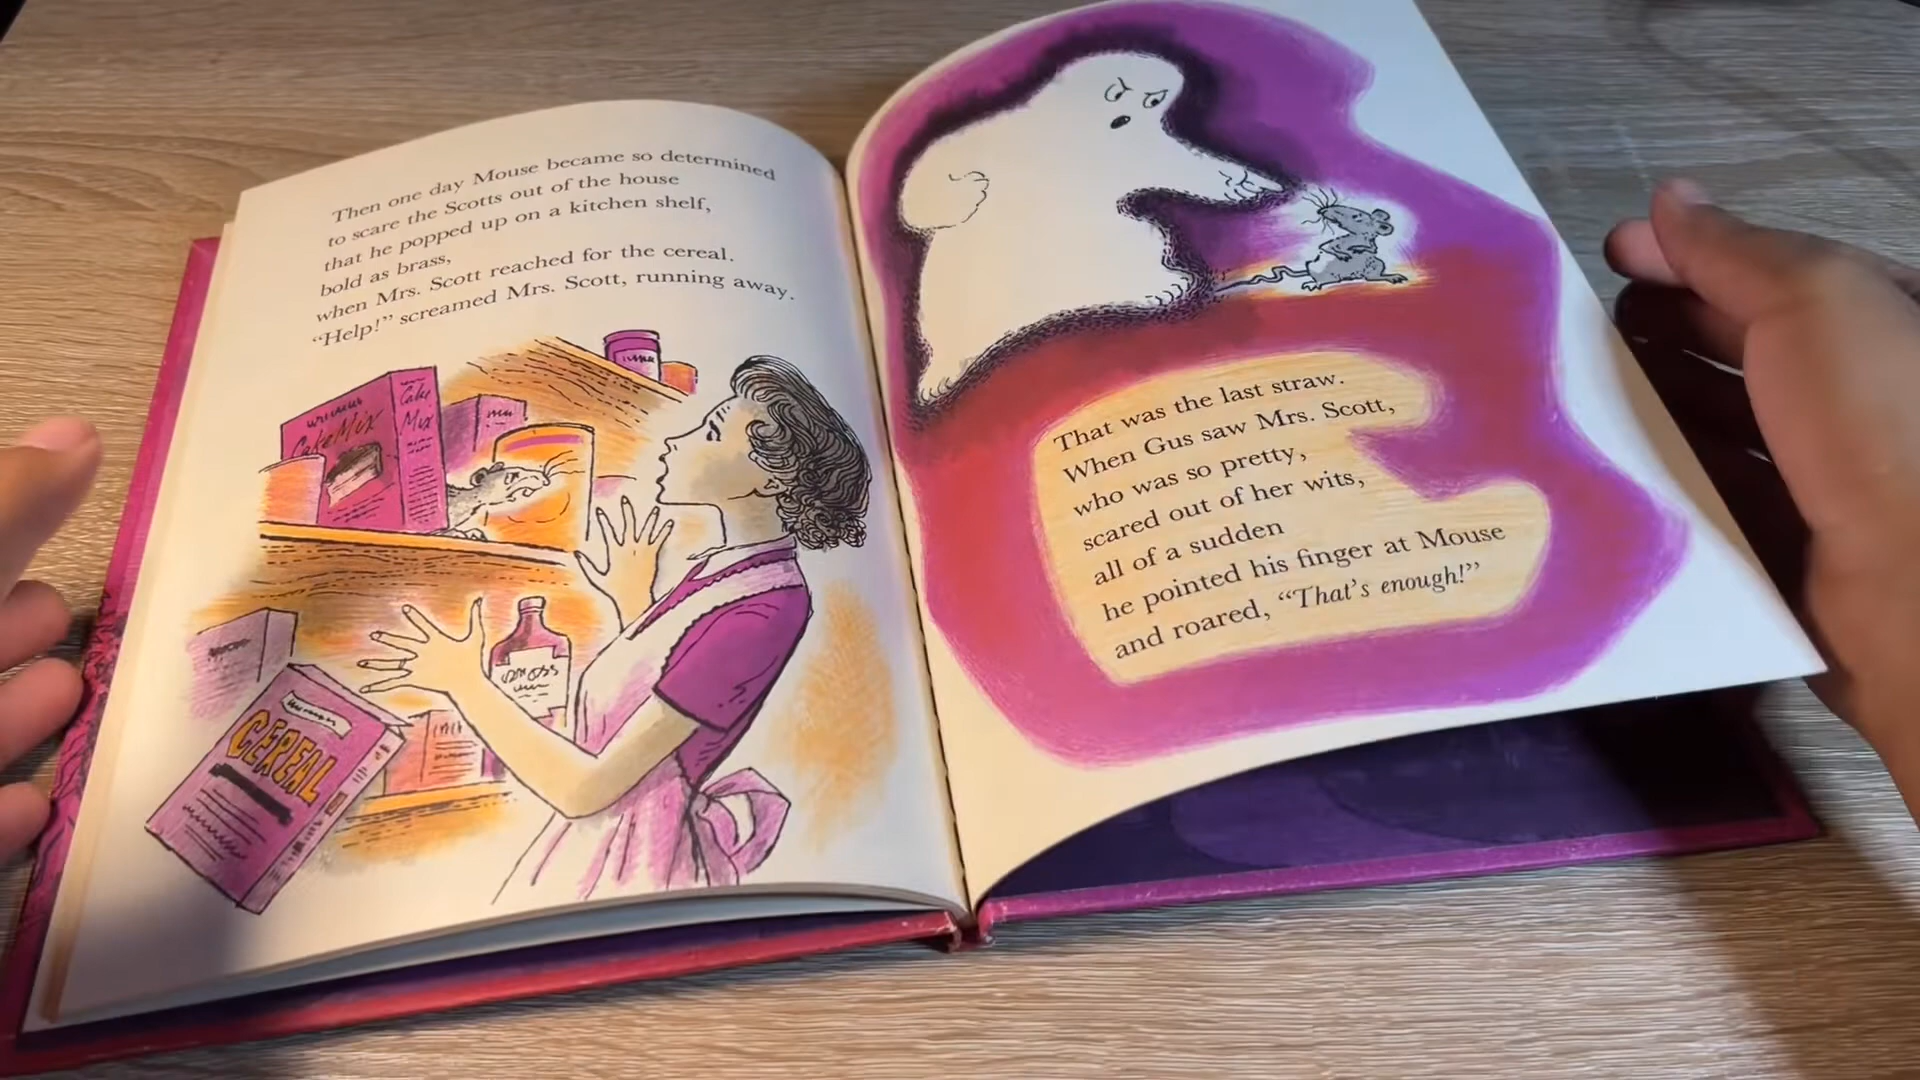 Then one day Mouse became so determined
to scare the Scotts out of the house
that he popped up on a kitchen shelf,
bold as brass,
when Mrs. Scott reached for the cereal.
“Help!” screamed Mrs. Scott, running away.
Cake Mix
Cake
Mix
CEREAL
That was the last straw.
When Gus saw Mrs. Scott,
who was so pretty,
scared out of her wits,
all of a sudden
he pointed his finger at Mouse
and roared, “That’s enough!”